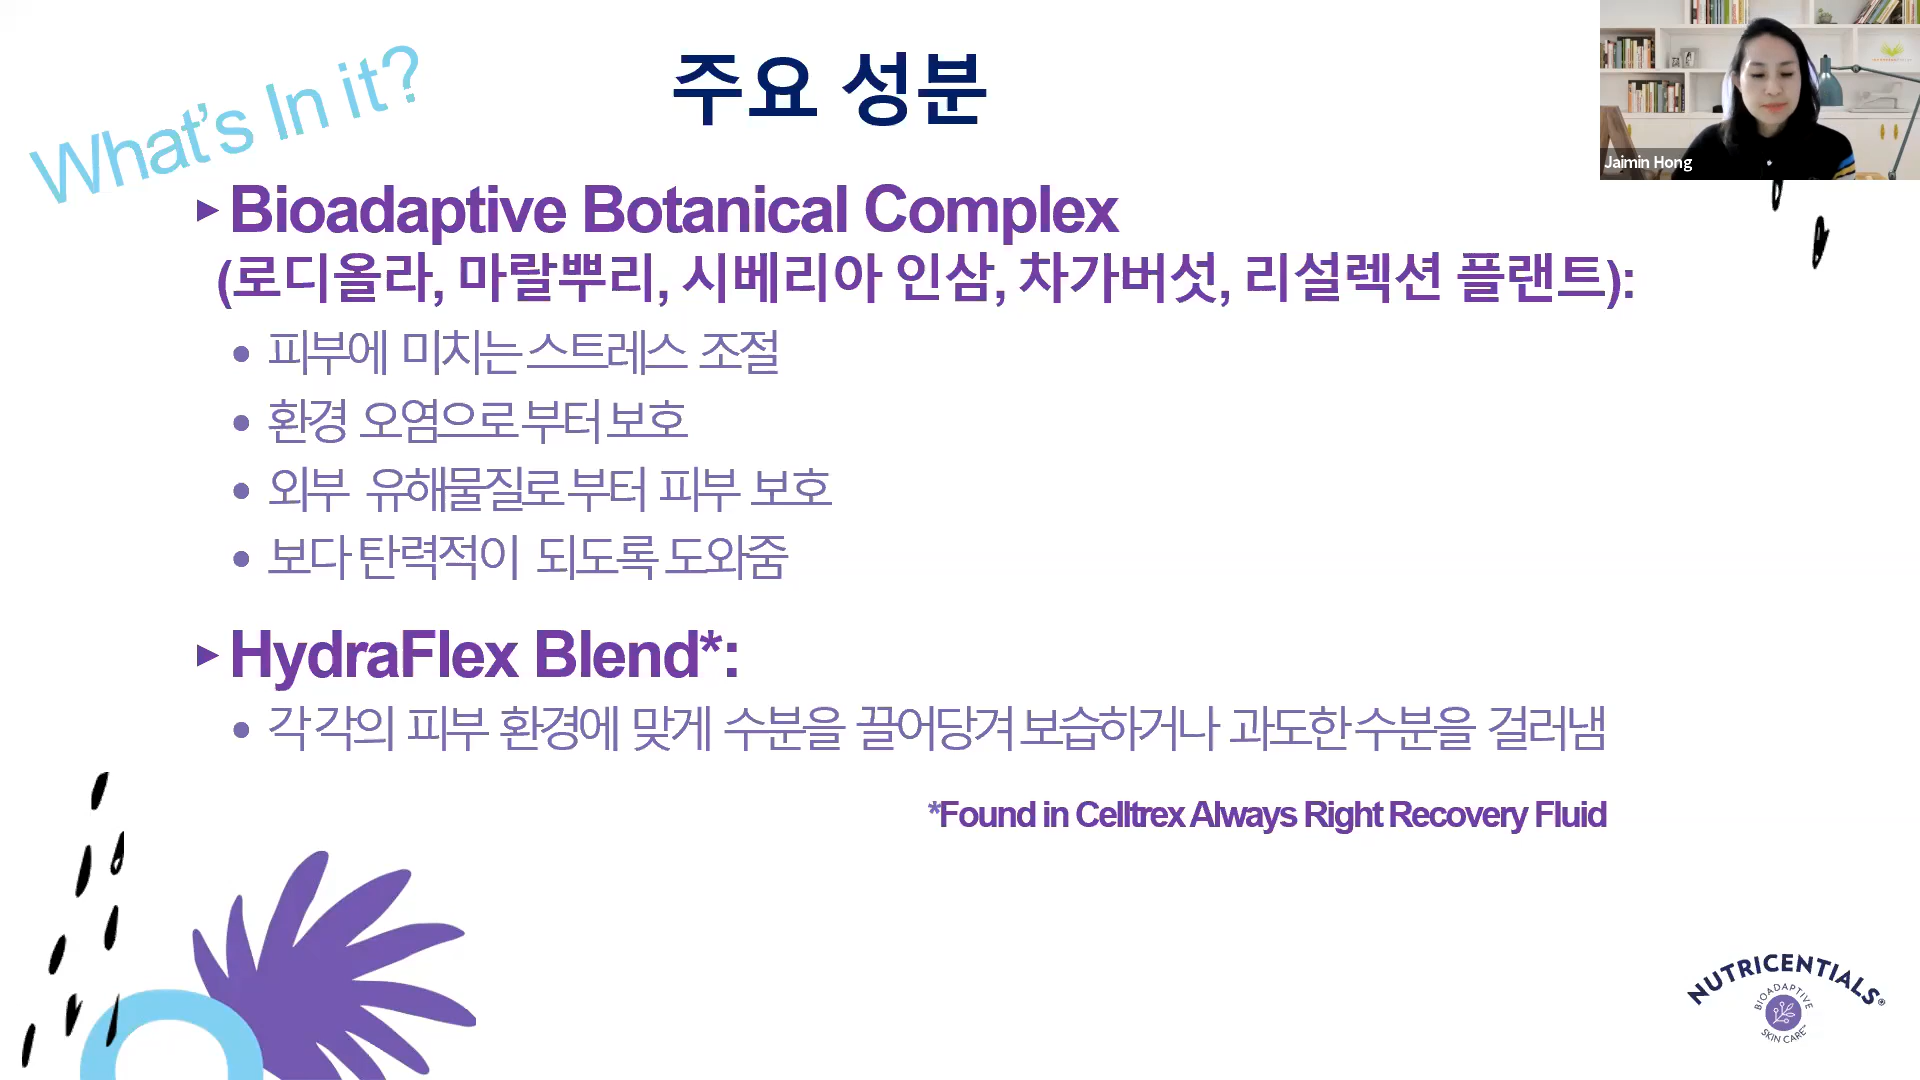 What's In it?
주요 성분
Jaimin Hong
Bioadaptive Botanical Complex
(로디올라, 마랄뿌리, 시베리아 인삼, 차가버섯, 리설렉션 플랜트):
피부에 미치는 스트레스 조절
환경 오염으로 부터 보호
외부 유해물질로 부터 피부 보호
보다 탄력적이 되도록 도와줌
HydraFlex Blend*:
각 각의 피부 환경에 맞게 수분을 끌어당겨 보습하거나 과도한 수분을 걸러냄
*Found in Celltrex Always Right Recovery Fluid
NUTRICENTIALS®
BIOADAPTIVE
SKIN CARE™